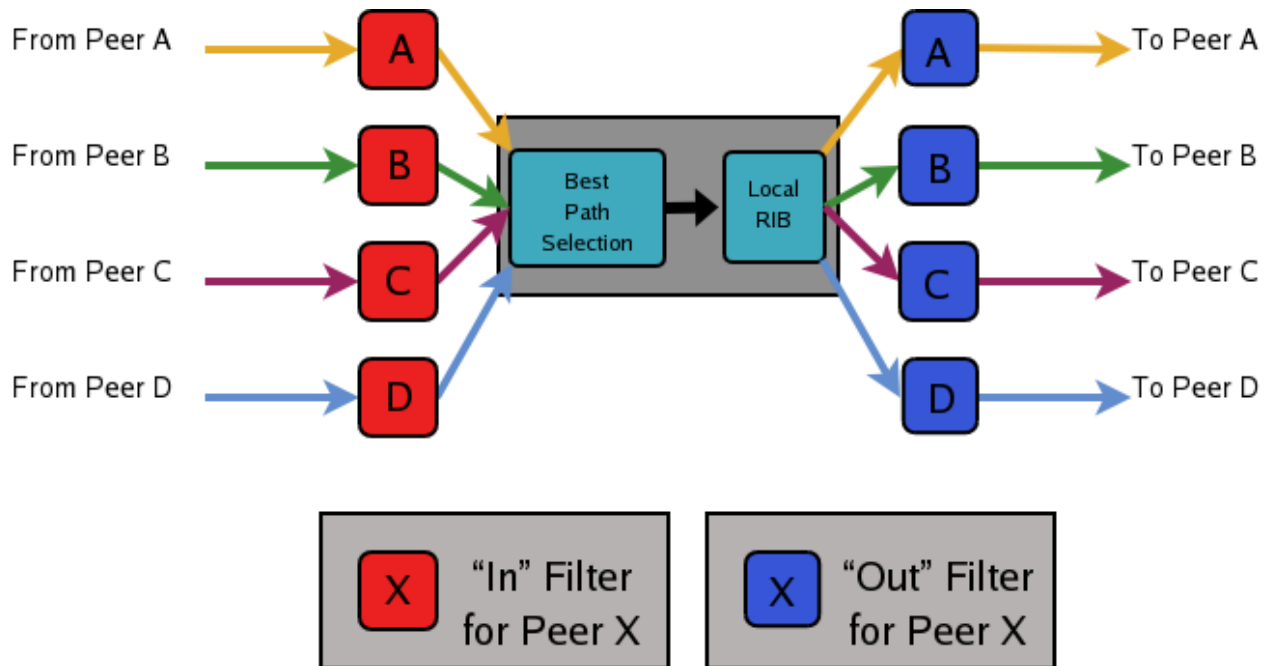 From Peer A
A
A
To Peer A
From Peer B
B
Best
Path
Selection
Local
RIB
B
To Peer B
From Peer C
C
C
To Peer C
From Peer D
D
D
To Peer D
X
“In” Filter
for Peer X
X
“Out” Filter
for Peer X